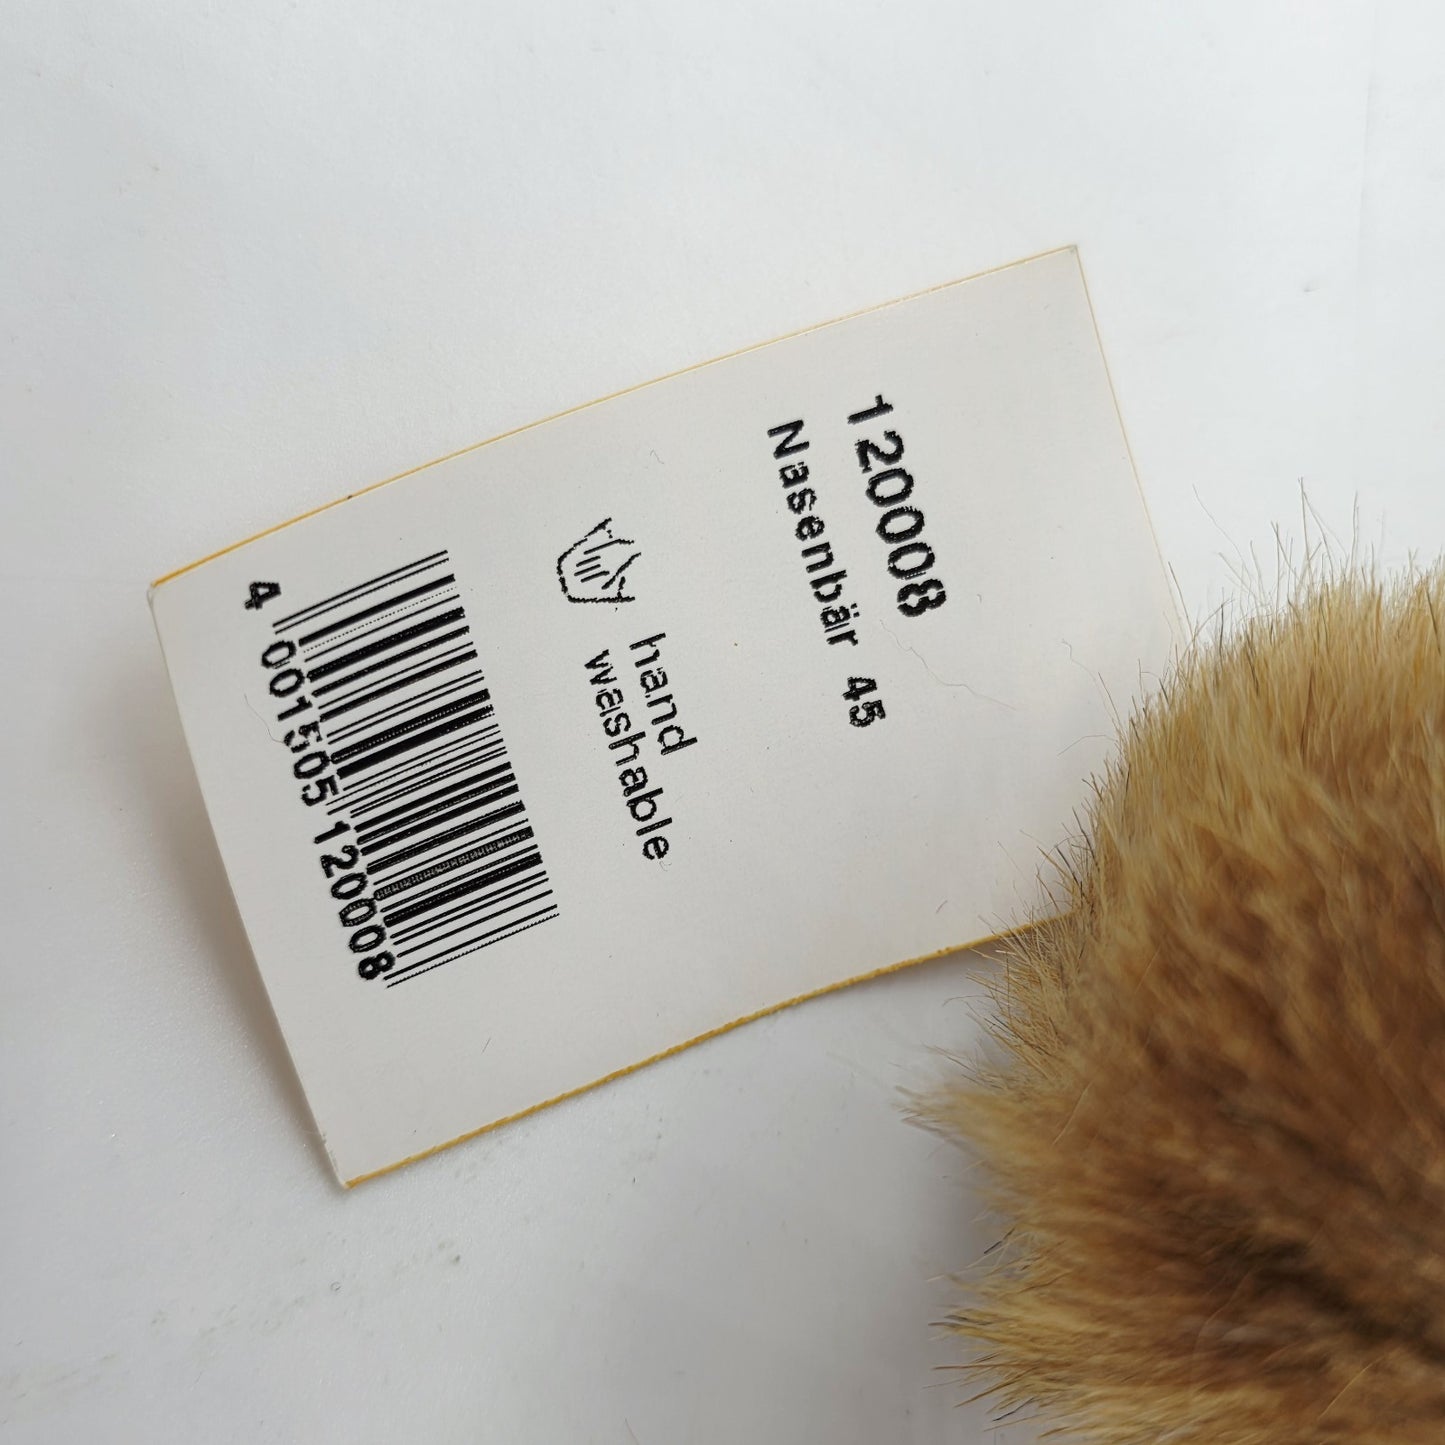 120008
Nasenbär 45
hand
washable
4 001505 120008